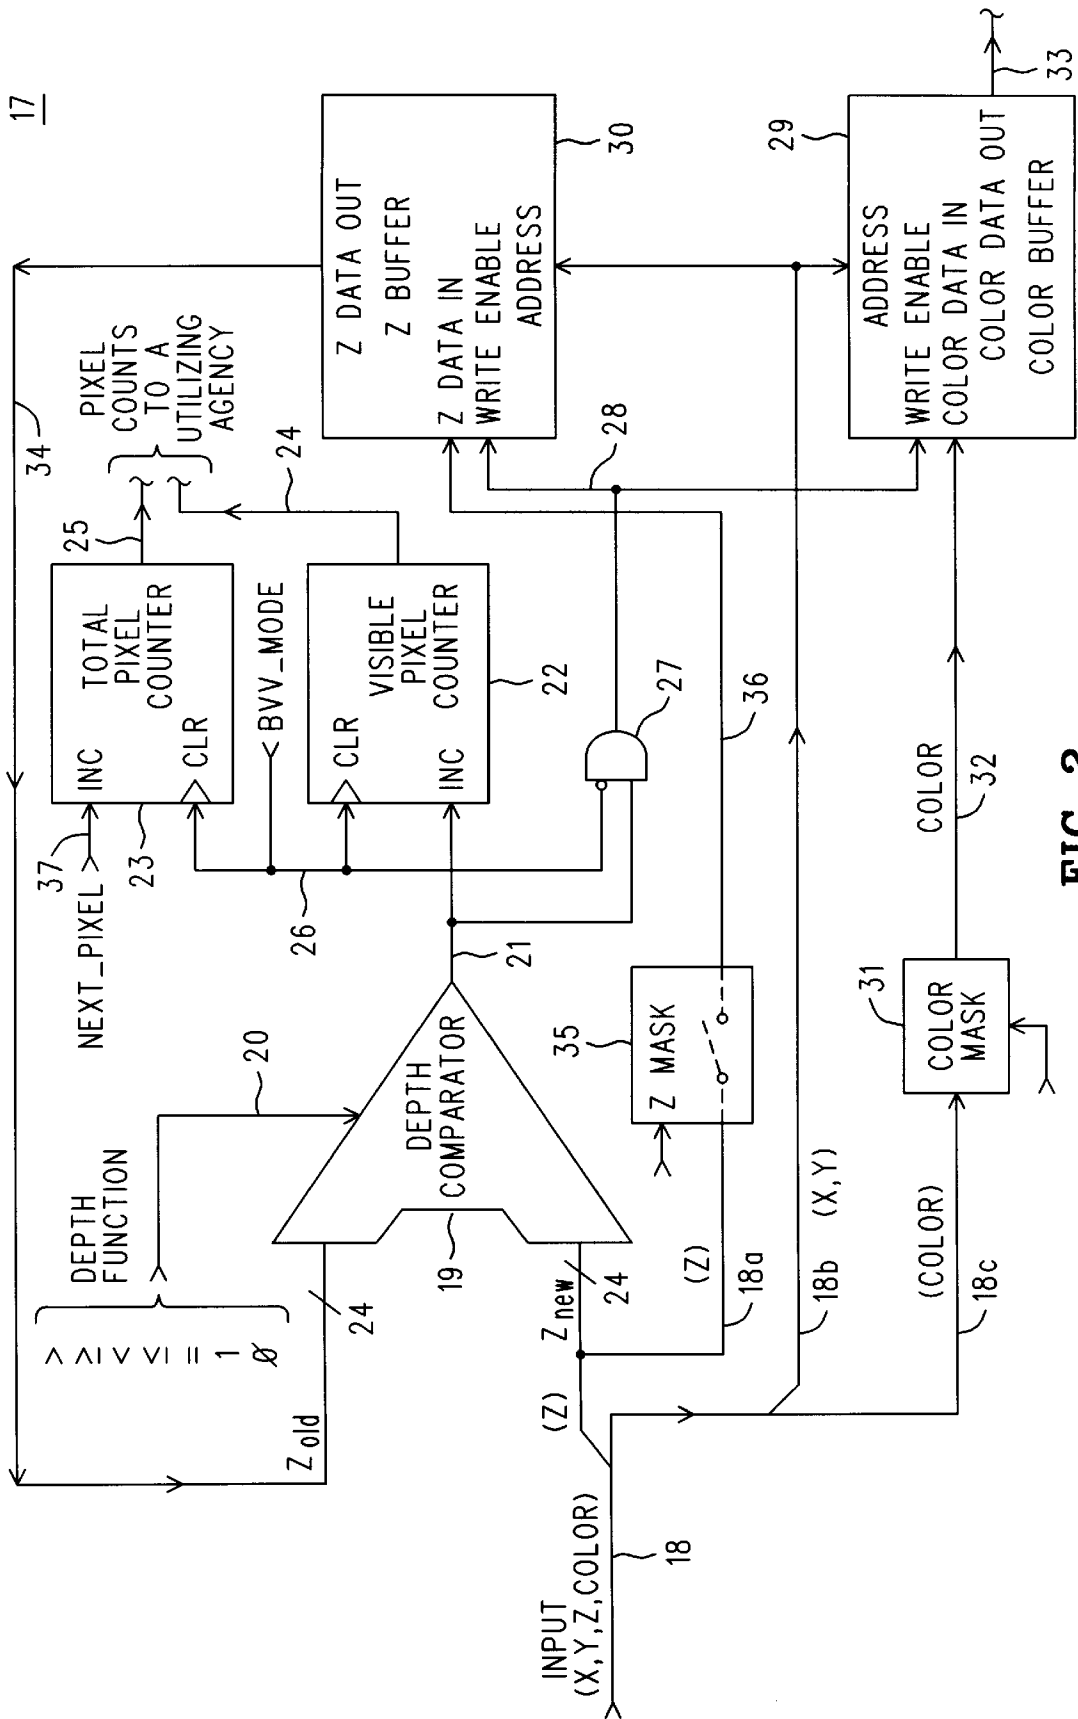 17
34
PIXEL
COUNTS
TO A
UTILIZING
AGENCY
25
24
NEXT_PIXEL
37
INC
TOTAL
PIXEL
COUNTER
CLR
23
BVV_MODE
26
CLR
VISIBLE
PIXEL
COUNTER
INC
22
27
28
Z DATA OUT
Z BUFFER
Z DATA IN
WRITE ENABLE
ADDRESS
30
>
≥
<
≤
=
1
Ø
DEPTH
FUNCTION
20
Z old
24
DEPTH
COMPARATOR
19
21
Z new
24
(Z)
(Z)
18a
35
Z MASK
36
INPUT
(X,Y,Z,COLOR)
18
(X,Y)
18b
(COLOR)
18c
31
COLOR
MASK
COLOR
32
29
ADDRESS
WRITE ENABLE
COLOR DATA IN
COLOR DATA OUT
COLOR BUFFER
33
FIG.